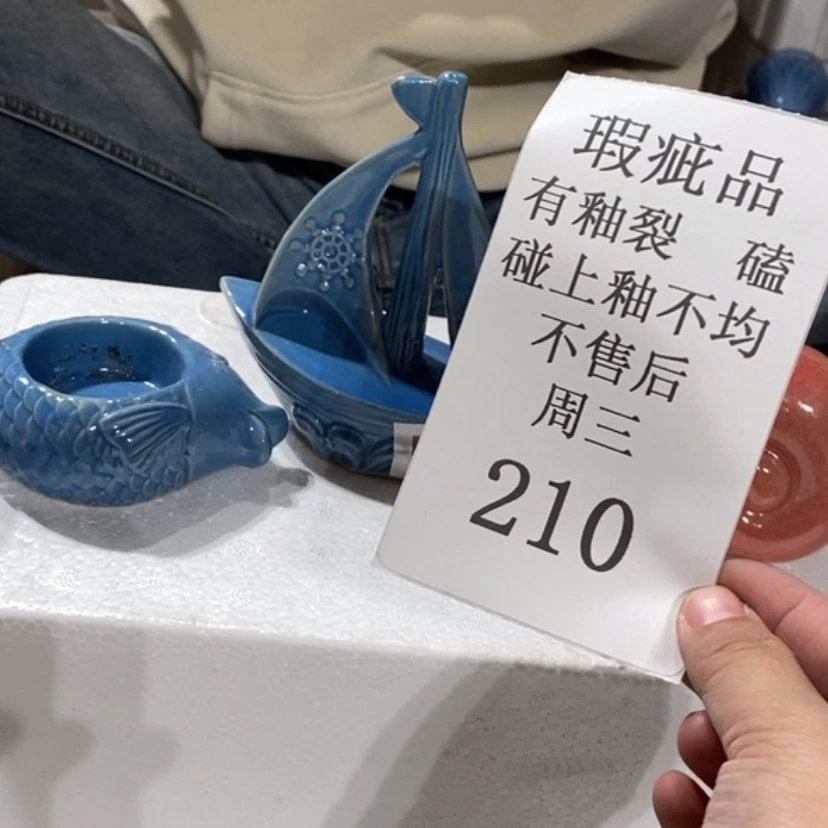 瑕疵品
有釉裂 磕
碰上釉不均
不售后
周三
210